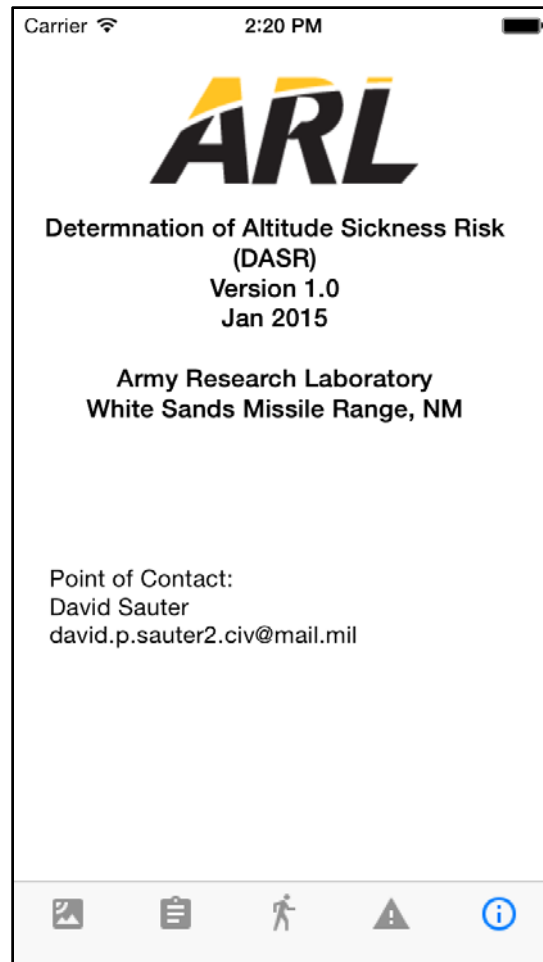 Carrier 2:20 PM
ARL
Determnation of Altitude Sickness Risk
(DASR)
Version 1.0
Jan 2015
Army Research Laboratory
White Sands Missile Range, NM
Point of Contact:
David Sauter
david.p.sauter2.civ@mail.mil